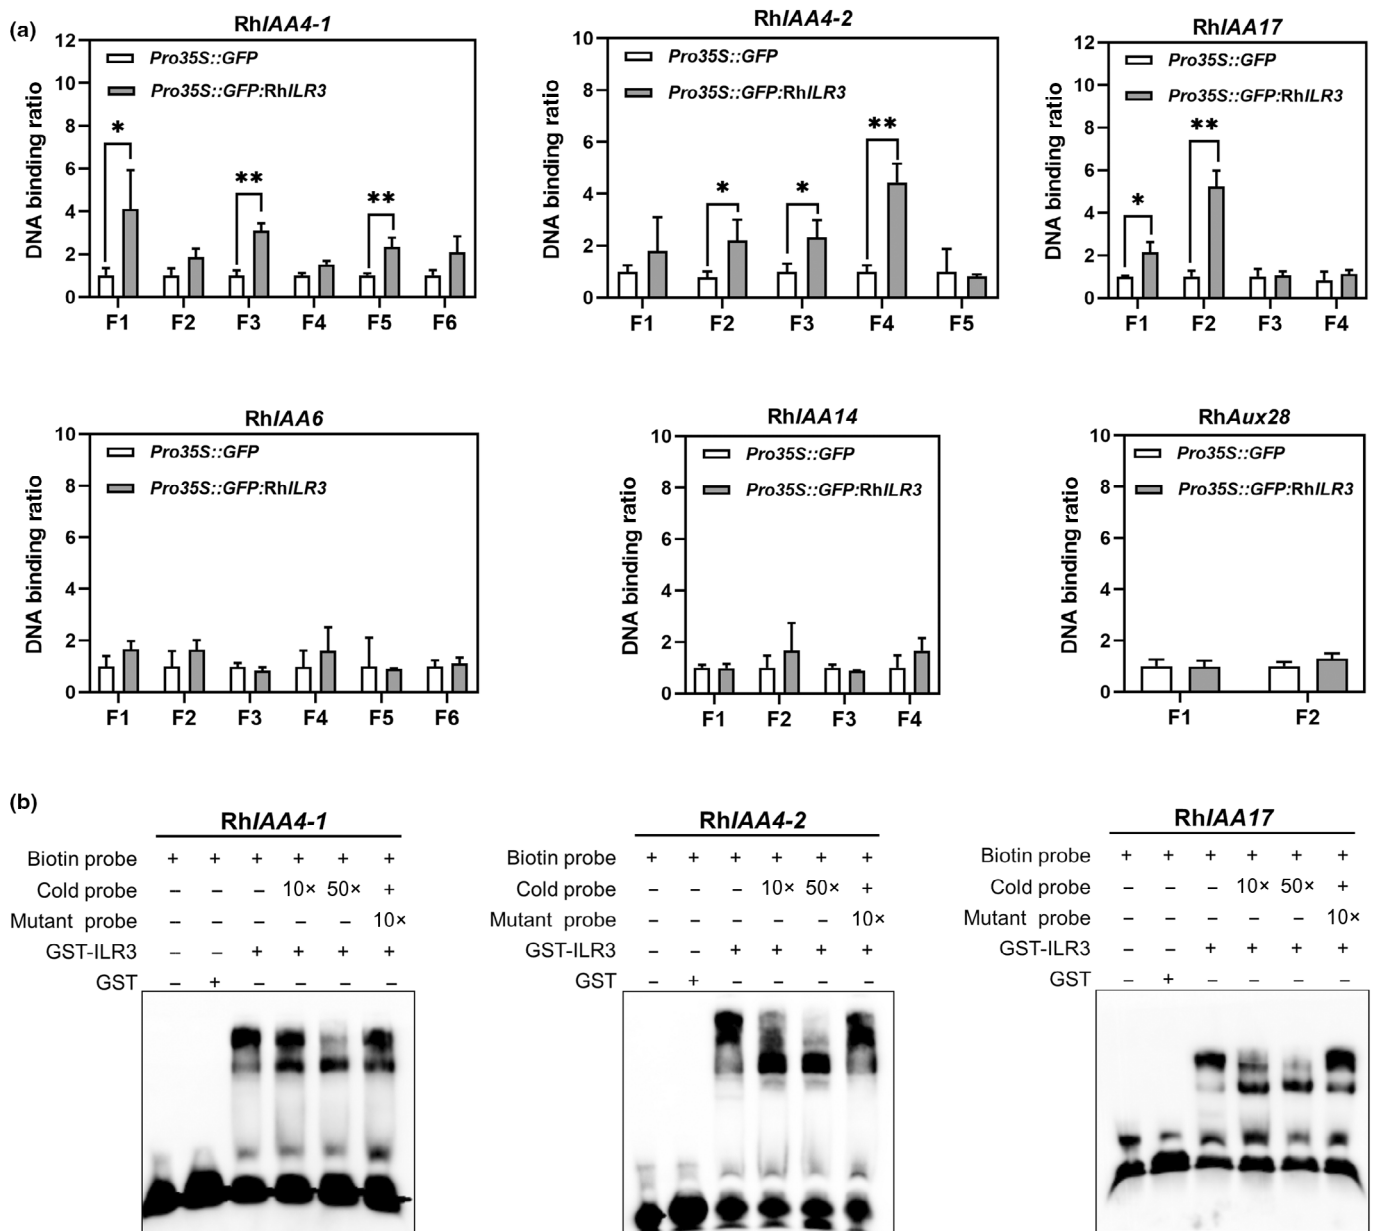 (a)
RhIAA4-1
12
10
8
6
4
2
0
DNA binding ratio
Pro35S::GFP
Pro35S::GFP:RhILR3
*
**
**
F1 F2 F3 F4 F5 F6
RhIAA4-2
10
8
6
4
2
0
DNA binding ratio
Pro35S::GFP
Pro35S::GFP:RhILR3
*
*
**
F1 F2 F3 F4 F5
RhIAA17
12
10
8
6
4
2
0
DNA binding ratio
Pro35S::GFP
Pro35S::GFP:RhILR3
*
**
F1 F2 F3 F4
RhIAA6
10
8
6
4
2
0
DNA binding ratio
Pro35S::GFP
Pro35S::GFP:RhILR3
F1 F2 F3 F4 F5 F6
RhIAA14
10
8
6
4
2
0
DNA binding ratio
Pro35S::GFP
Pro35S::GFP:RhILR3
F1 F2 F3 F4
RhAux28
10
8
6
4
2
0
DNA binding ratio
Pro35S::GFP
Pro35S::GFP:RhILR3
F1 F2
(b)
RhIAA4-1
Biotin probe + + + + + +
Cold probe – – – 10× 50× +
Mutant probe – – – – – 10×
GST-ILR3 – – + + + +
GST – + – – – –
RhIAA4-2
Biotin probe + + + + + +
Cold probe – – – 10× 50× +
Mutant probe – – – – – 10×
GST-ILR3 – – + + + +
GST – + – – – –
RhIAA17
Biotin probe + + + + + +
Cold probe – – – 10× 50× +
Mutant probe – – – – – 10×
GST-ILR3 – – + + + +
GST – + – – – –